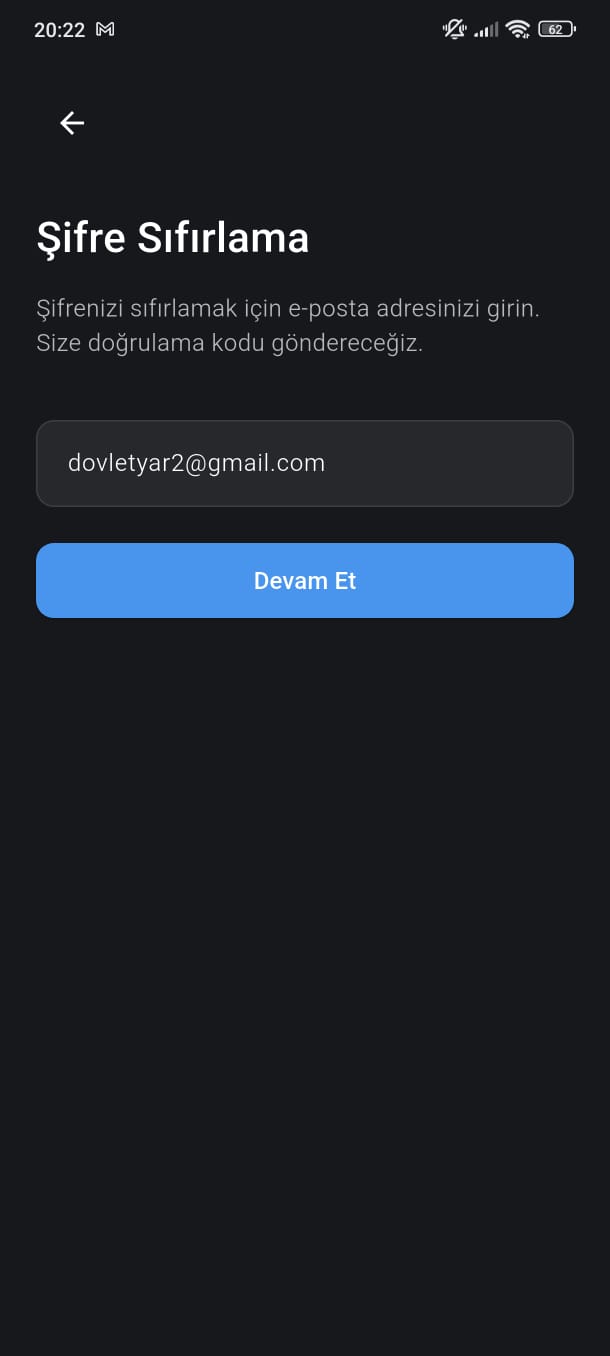 20:22
62
Şifre Sıfırlama
Şifrenizi sıfırlamak için e-posta adresinizi girin.
Size doğrulama kodu göndereceğiz.
dovletyar2@gmail.com
Devam Et